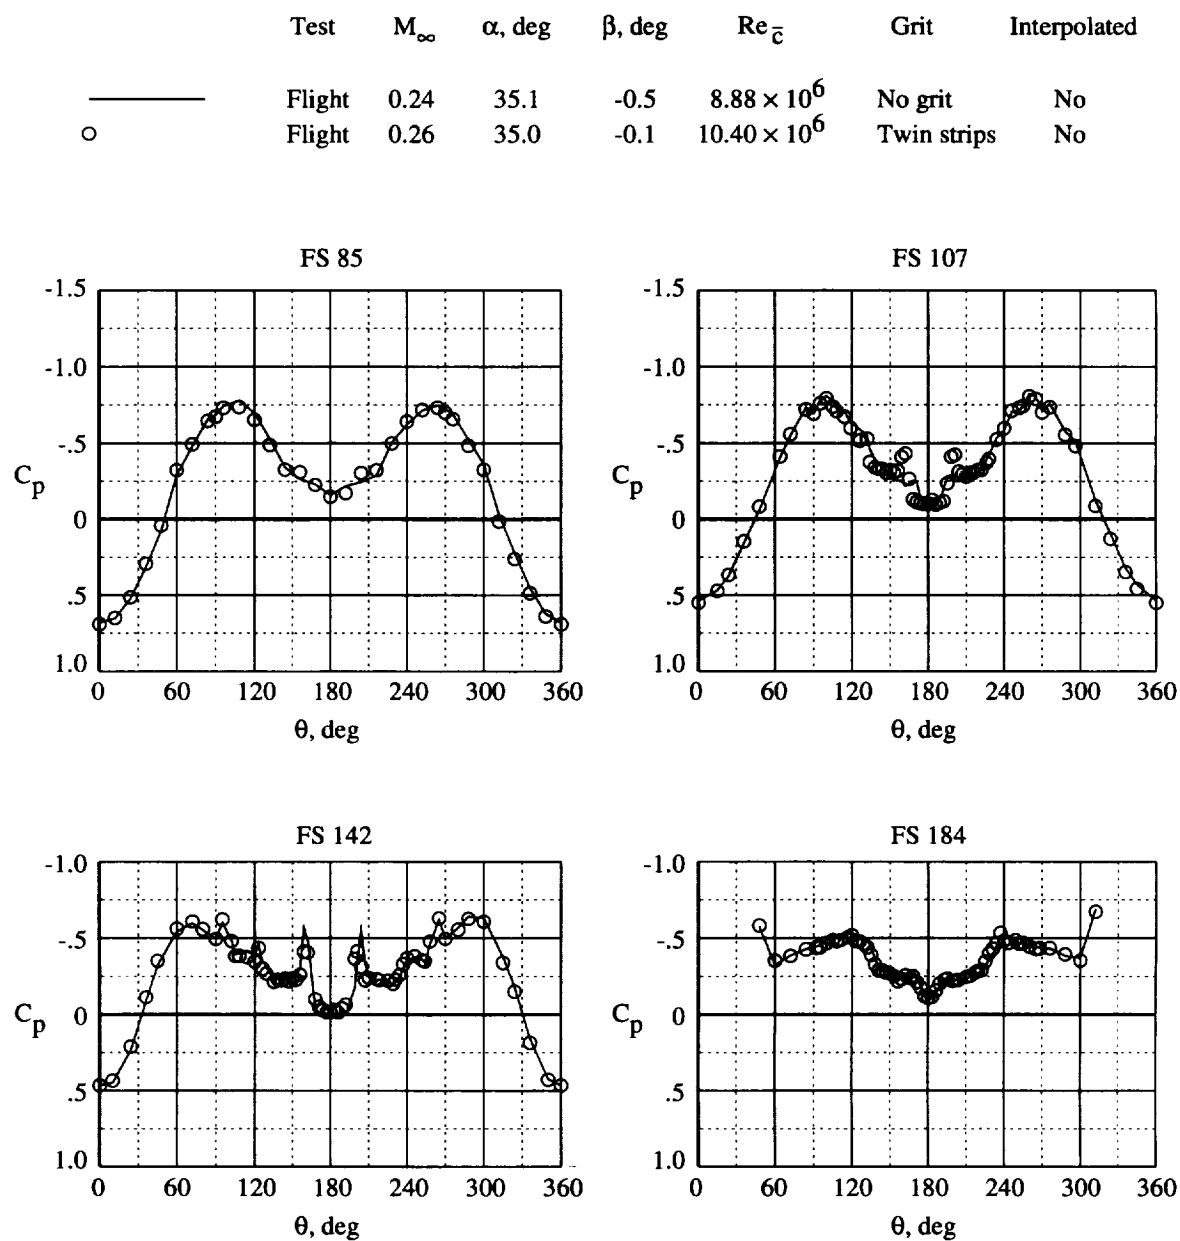 Test M∞ α, deg β, deg Re c̄ Grit Interpolated
Flight 0.24 35.1 -0.5 8.88 × 10⁶ No grit No
Flight 0.26 35.0 -0.1 10.40 × 10⁶ Twin strips No
FS 85
-1.5
-1.0
-.5
Cp
0
.5
1.0
0 60 120 180 240 300 360
θ, deg
FS 107
-1.5
-1.0
-.5
Cp
0
.5
1.0
0 60 120 180 240 300 360
θ, deg
FS 142
-1.0
-.5
Cp 0
.5
1.0
0 60 120 180 240 300 360
θ, deg
FS 184
-1.0
-.5
Cp 0
.5
1.0
0 60 120 180 240 300 360
θ, deg